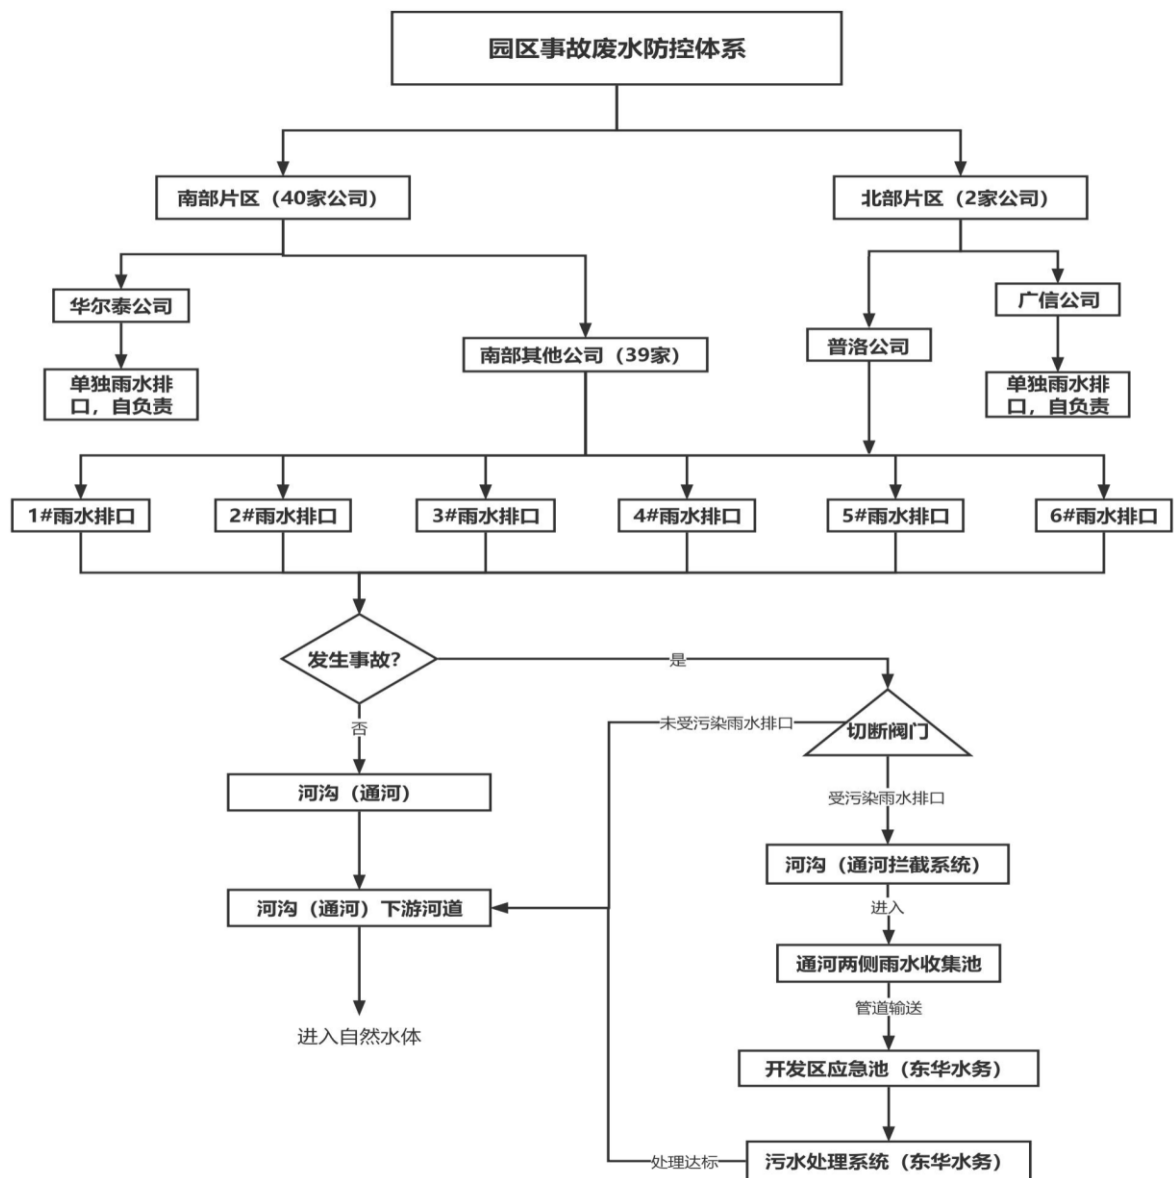 园区事故废水防控体系
南部片区（40家公司）
北部片区（2家公司）
华尔泰公司
广信公司
南部其他公司（39家）
普洛公司
单独雨水排
口，自负责
单独雨水排
口，自负责
1#雨水排口
2#雨水排口
3#雨水排口
4#雨水排口
5#雨水排口
6#雨水排口
发生事故？
是
否
未受污染雨水排口
切断阀门
河沟（通河）
受污染雨水排口
河沟（通河拦截系统）
进入
河沟（通河）下游河道
通河两侧雨水收集池
管道输送
进入自然水体
开发区应急池（东华水务）
处理达标
污水处理系统（东华水务）